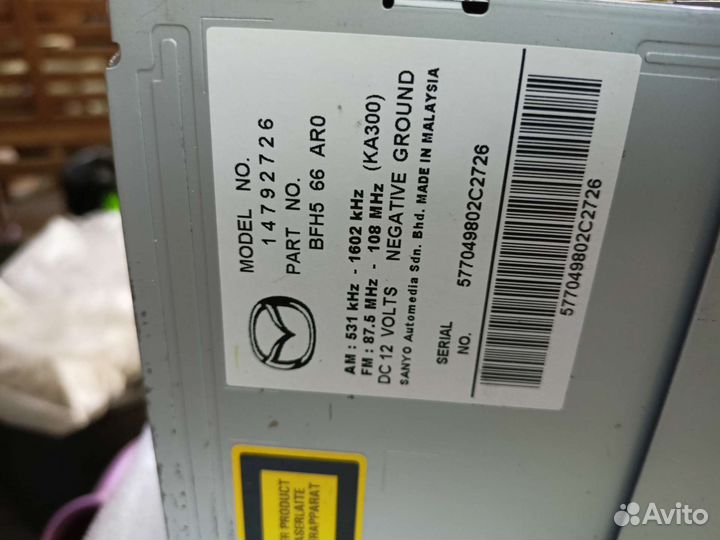 MODEL NO.
14792726
PART NO.
BFH5 66 AR0
AM : 531 kHz - 1602 kHz
FM : 87.5 MHz - 108 MHz (KA300)
DC 12 VOLTS NEGATIVE GROUND
SANYO Automedia Sdn. Bhd. MADE IN MALAYSIA
SERIAL NO. 577049802C2726
577049802C2726
PRODUCT
Avito